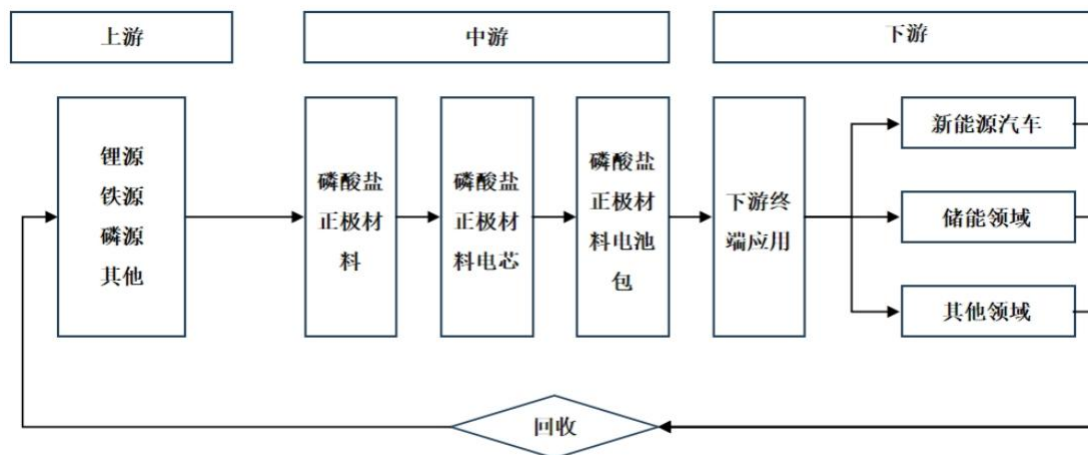 上游
中游
下游
锂源
铁源
磷源
其他
磷酸盐
正极材
料
磷酸盐
正极材
料电芯
磷酸盐
正极材
料电池
包
下游终
端应用
新能源汽车
储能领域
其他领域
回收